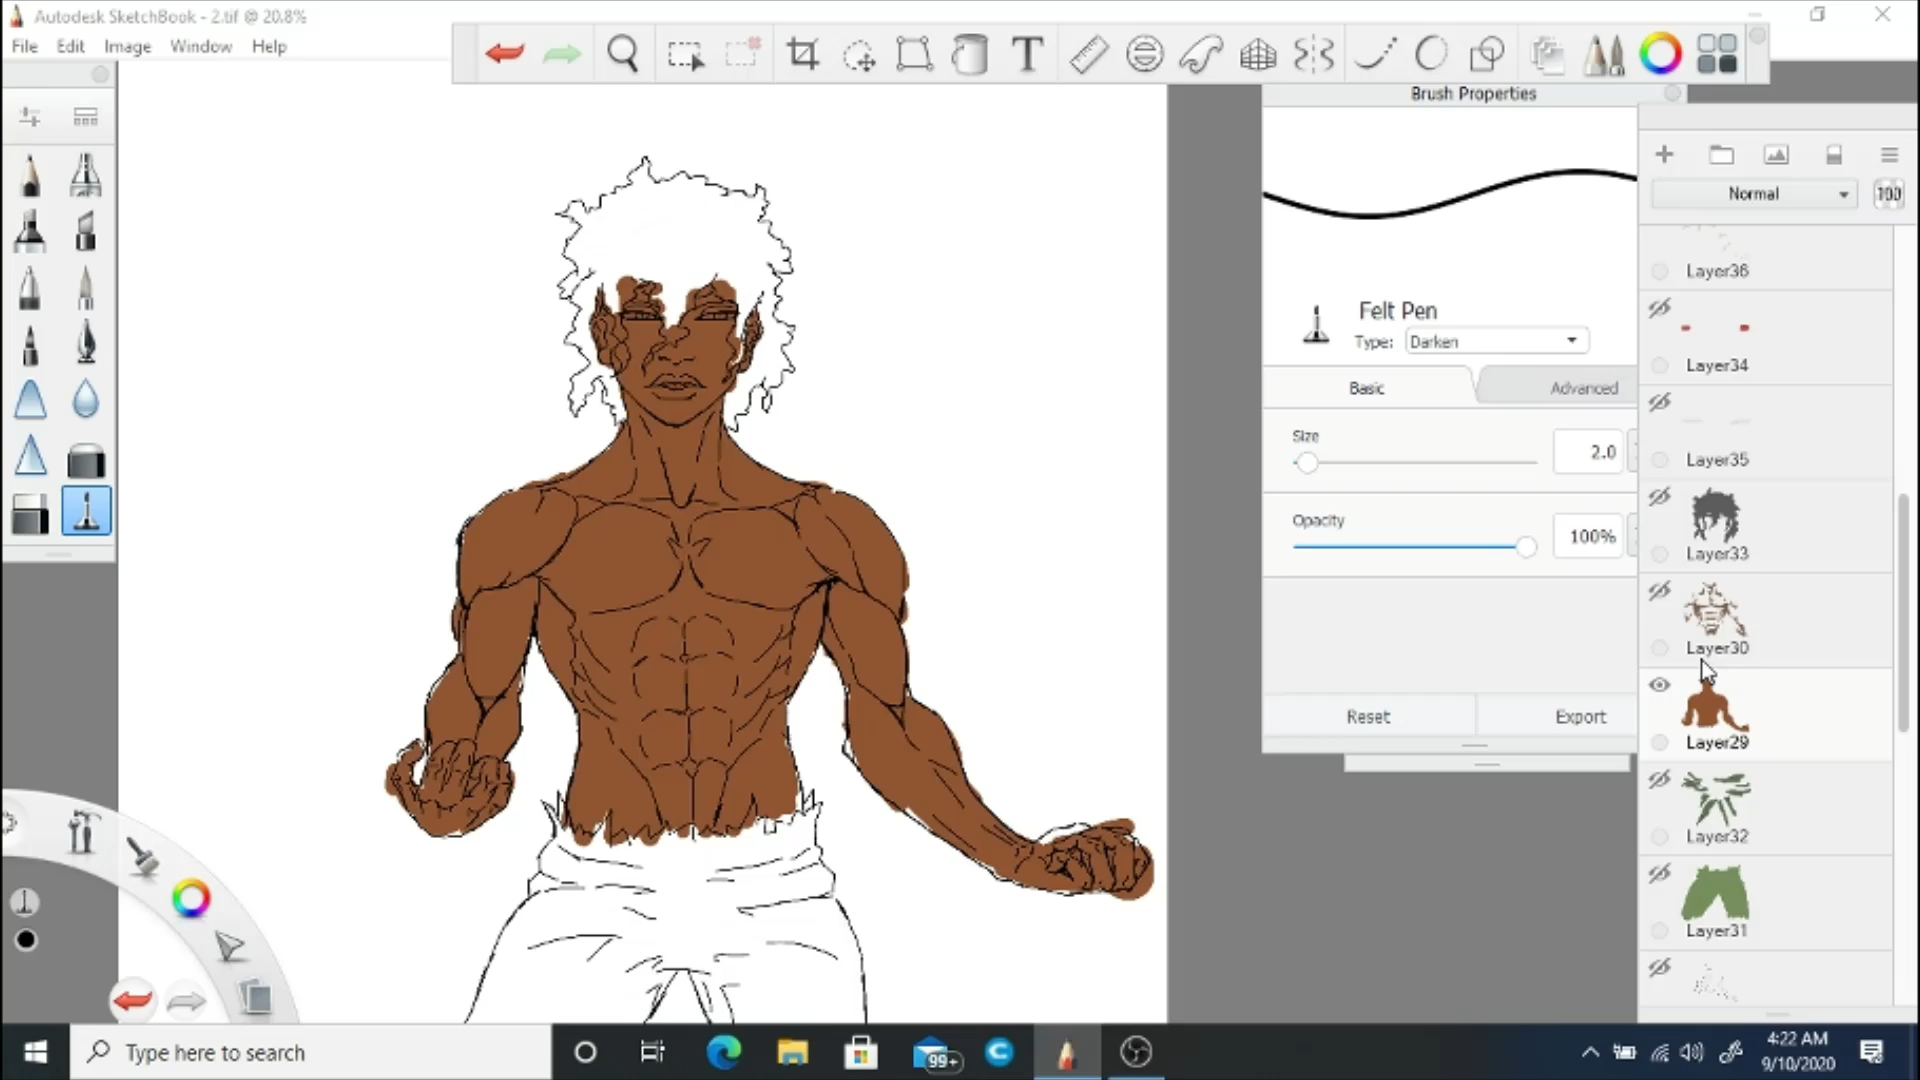 Autodesk SketchBook - 2.tif @ 20.8%
File Edit Image Window Help
T
Brush Properties
Normal 100
Layer36
Felt Pen
Type: Darken
Layer34
Basic Advanced
Size
2.0
Layer35
Opacity
100%
Layer33
Layer30
Reset Export
Layer29
Layer32
Layer31
Type here to search
99+
4:22 AM
9/10/2020